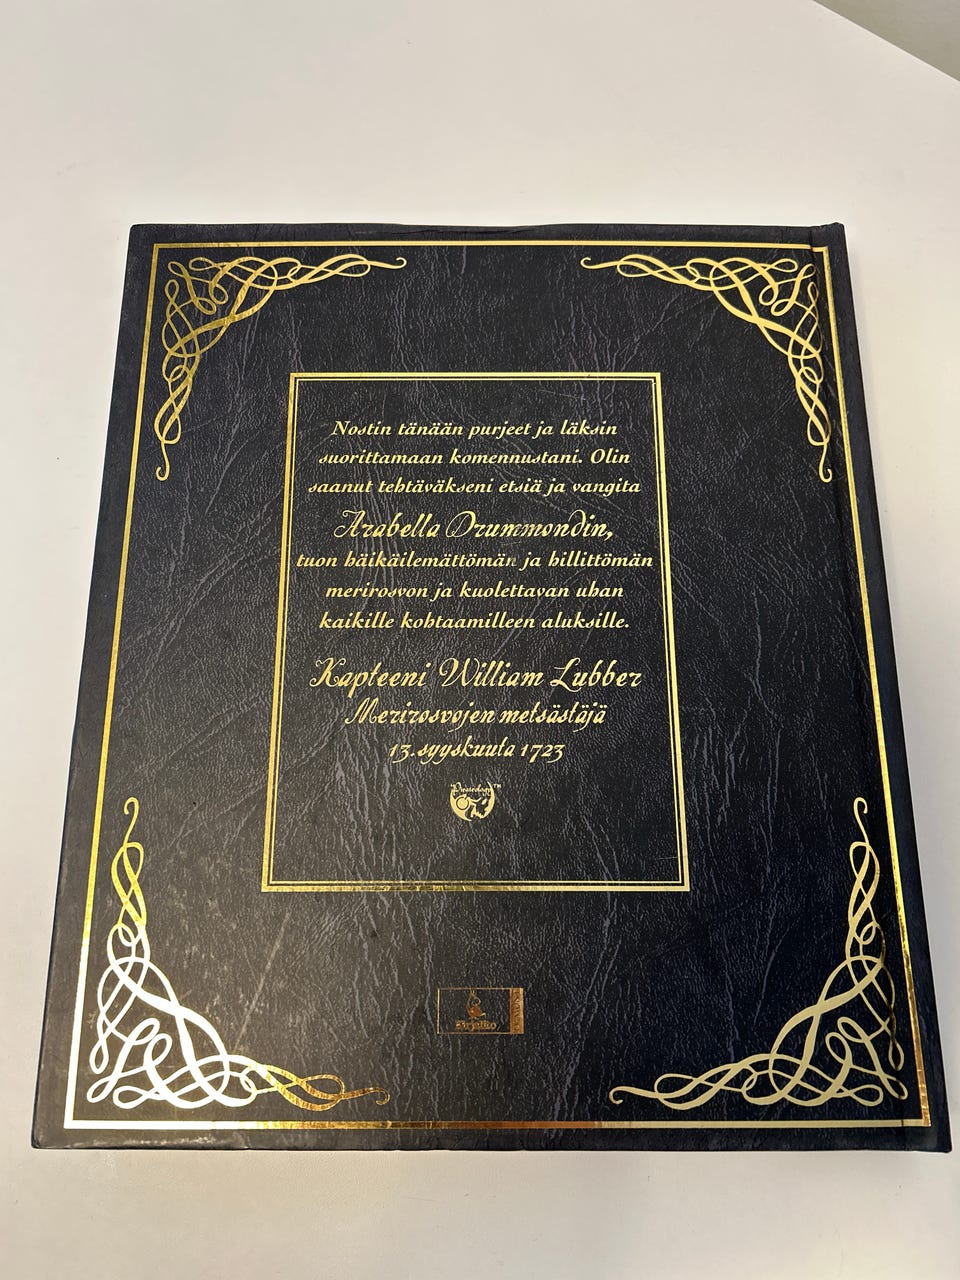 Nostin tänään purjeet ja läksin
suorittamaan komennustani. Olin
saanut tehtäväkseni etsiä ja vangita
Arabella Drummondin,
tuon häikäilemättömän ja hillittömän
merirosvon ja kuolettavan uhan
kaikille kohtaamilleen aluksille.
Kapteeni William Lubber
Merirosvojen metsästäjä
13. syyskuuta 1723
Pirateology™